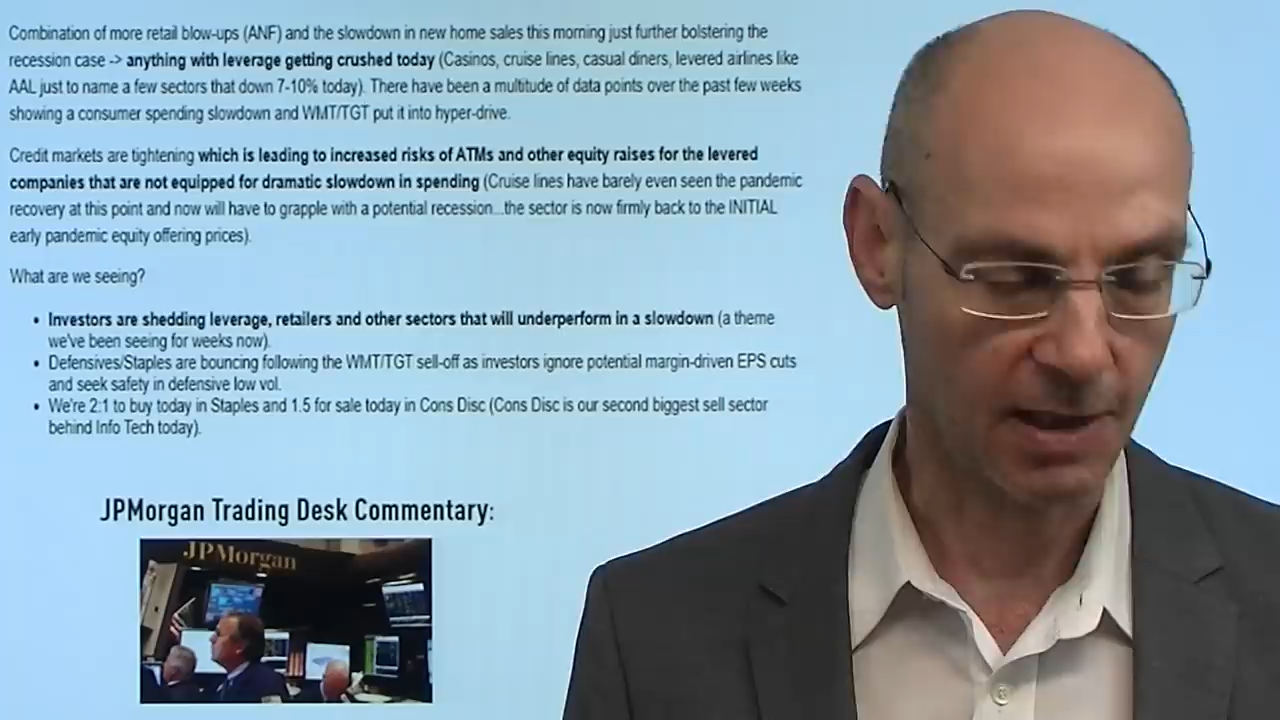 Combination of more retail blow-ups (ANF) and the slowdown in new home sales this morning just further bolstering the
recession case -> anything with leverage getting crushed today (Casinos, cruise lines, casual diners, levered airlines like
AAL just to name a few sectors that down 7-10% today). There have been a multitude of data points over the past few weeks
showing a consumer spending slowdown and WMT/TGT put it into hyper-drive.
Credit markets are tightening which is leading to increased risks of ATMs and other equity raises for the levered
companies that are not equipped for dramatic slowdown in spending (Cruise lines have barely even seen the pandemic
recovery at this point and now will have to grapple with a potential recession...the sector is now firmly back to the INITIAL
early pandemic equity offering prices).
What are we seeing?
• Investors are shedding leverage, retailers and other sectors that will underperform in a slowdown (a theme
we've been seeing for weeks now).
• Defensives/Staples are bouncing following the WMT/TGT sell-off as investors ignore potential margin-driven EPS cuts
and seek safety in defensive low vol.
• We're 2:1 to buy today in Staples and 1.5 for sale today in Cons Disc (Cons Disc is our second biggest sell sector
behind Info Tech today).
JPMorgan Trading Desk Commentary:
JPMorgan